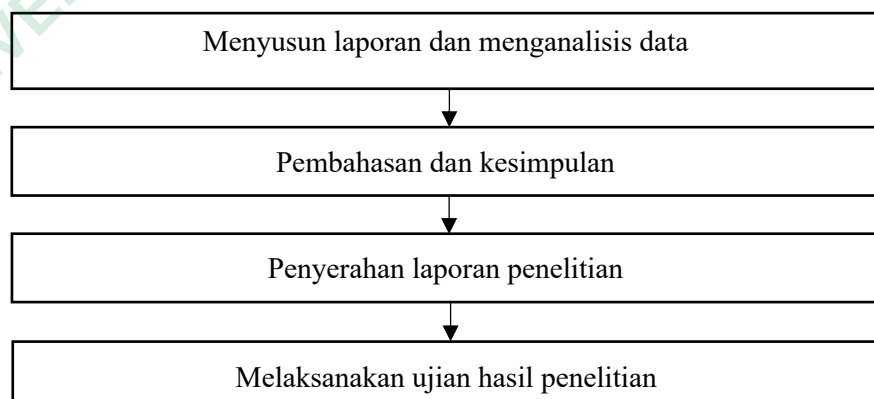 Menyusun laporan dan menganalisis data
Pembahasan dan kesimpulan
Penyerahan laporan penelitian
Melaksanakan ujian hasil penelitian